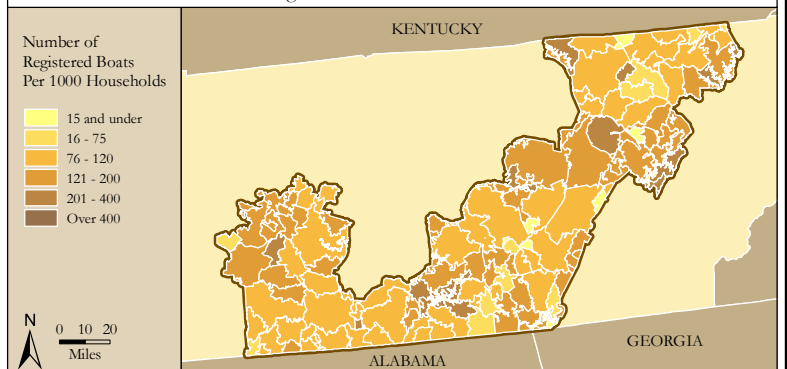 KENTUCKY
Number of
Registered Boats
Per 1000 Households
15 and under
16 - 75
76 - 120
121 - 200
201 - 400
Over 400
N
0 10 20
Miles
ALABAMA
GEORGIA